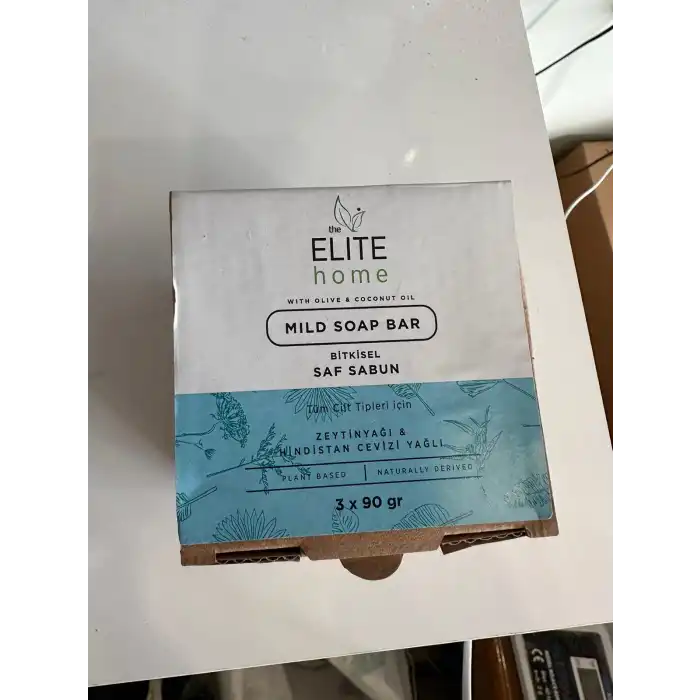 the
ELITE
home
WITH OLIVE & COCONUT OIL
MILD SOAP BAR
BİTKİSEL
SAF SABUN
Tüm Cilt Tipleri için
ZEYTİNYAĞI &
HİNDİSTAN CEVİZİ YAĞLI
PLANT BASED | NATURALLY DERIVED
3 x 90 gr
CE